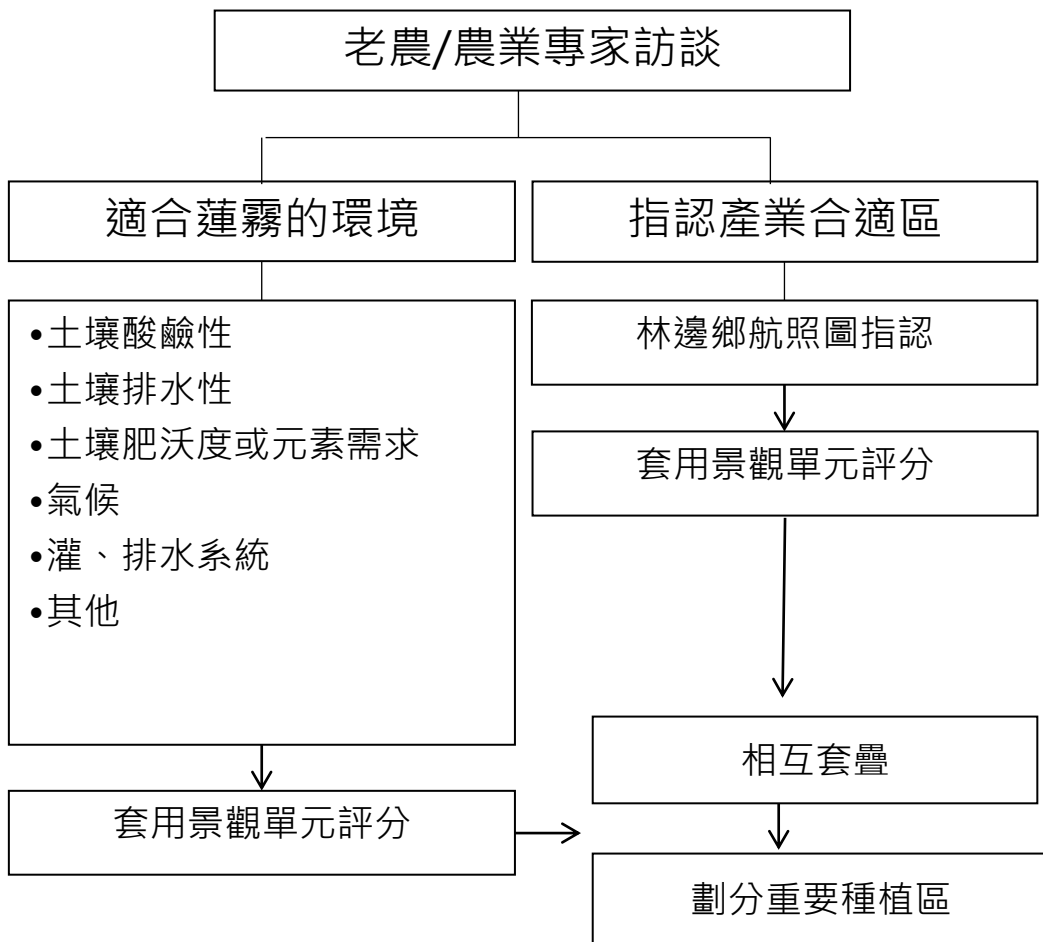 老農/農業專家訪談
適合蓮霧的環境
指認產業合適區
•土壤酸鹼性
•土壤排水性
•土壤肥沃度或元素需求
•氣候
•灌、排水系統
•其他
林邊鄉航照圖指認
套用景觀單元評分
相互套疊
套用景觀單元評分
劃分重要種植區